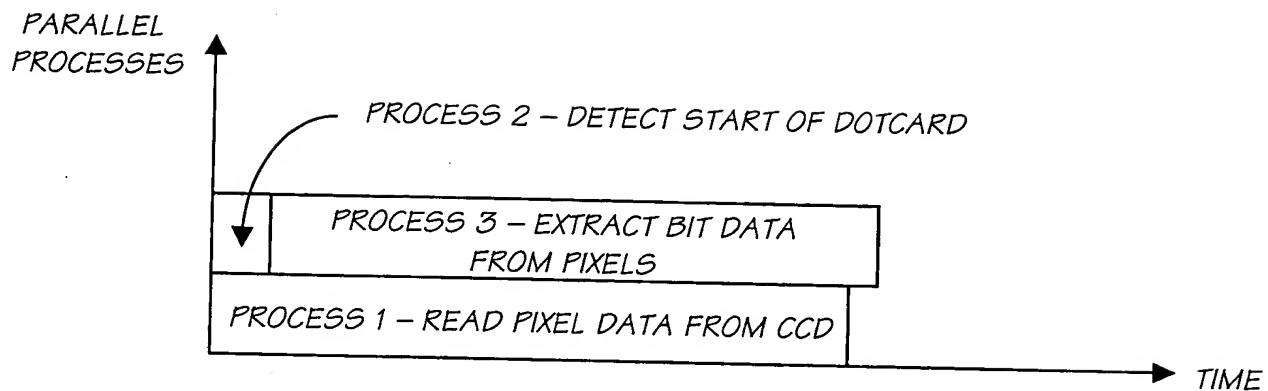 PARALLEL
PROCESSES
PROCESS 2 – DETECT START OF DOTCARD
PROCESS 3 – EXTRACT BIT DATA
FROM PIXELS
PROCESS 1 – READ PIXEL DATA FROM CCD
TIME